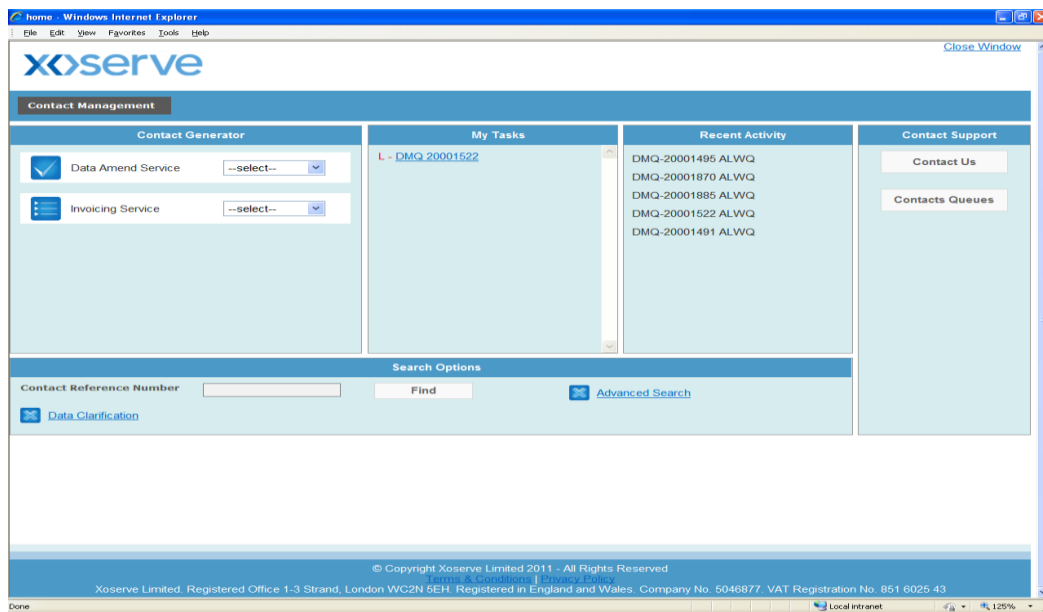 home - Windows Internet Explorer
File Edit View Favorites Tools Help
Close Window
xoserve
Contact Management
Contact Generator
Data Amend Service --select--
Invoicing Service --select--
My Tasks
L - DMQ 20001522
Recent Activity
DMQ-20001495 ALWQ
DMQ-20001870 ALWQ
DMQ-20001885 ALWQ
DMQ-20001522 ALWQ
DMQ-20001491 ALWQ
Contact Support
Contact Us
Contacts Queues
Search Options
Contact Reference Number Find Advanced Search
Data Clarification
© Copyright Xoserve Limited 2011 - All Rights Reserved
Terms & Conditions | Privacy Policy
Xoserve Limited. Registered Office 1-3 Strand, London WC2N 5EH. Registered in England and Wales. Company No. 5046877. VAT Registration No. 851 6025 43
Done Local intranet 125%